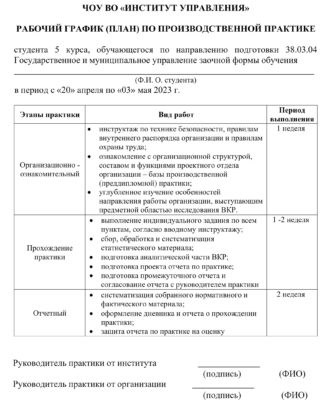 ЧОУ ВО «ИНСТИТУТ УПРАВЛЕНИЯ»
РАБОЧИЙ ГРАФИК (ПЛАН) ПО ПРОИЗВОДСТВЕННОЙ ПРАКТИКЕ
студента 5 курса, обучающегося по направлению подготовки 38.03.04
Государственное и муниципальное управление заочной формы обучения
(Ф.И. О. студента)
в период с «20» апреля по «03» мая 2023 г.
Этапы практики
Вид работ
Период
выполнения
Организационно -
ознакомительный
• инструктаж по технике безопасности, правилам
внутреннего распорядка организации и правилам
охраны труда;
• ознакомление с организационной структурой,
составом и функциями проектного отдела
организации – базы производственной
(преддипломной) практики;
• углубленное изучение особенностей
направления работы организации, выступающим
предметной областью исследования ВКР.
1 неделя
Прохождение
практики
• выполнение индивидуального задания по всем
пунктам, согласно вводному инструктажу;
• сбор, обработка и систематизация
статистического материала;
• подготовка аналитической части ВКР;
• подготовка проекта отчета по практике;
• подготовка промежуточного отчета и
согласование отчета с руководителем практики
1 -2 неделя
Отчетный
• систематизация собранного нормативного и
фактического материала;
• оформление дневника и отчета о прохождении
практики;
• защита отчета по практике на оценку
2 неделя
Руководитель практики от института
(подпись) (ФИО)
Руководитель практики от организации
(подпись) (ФИО)